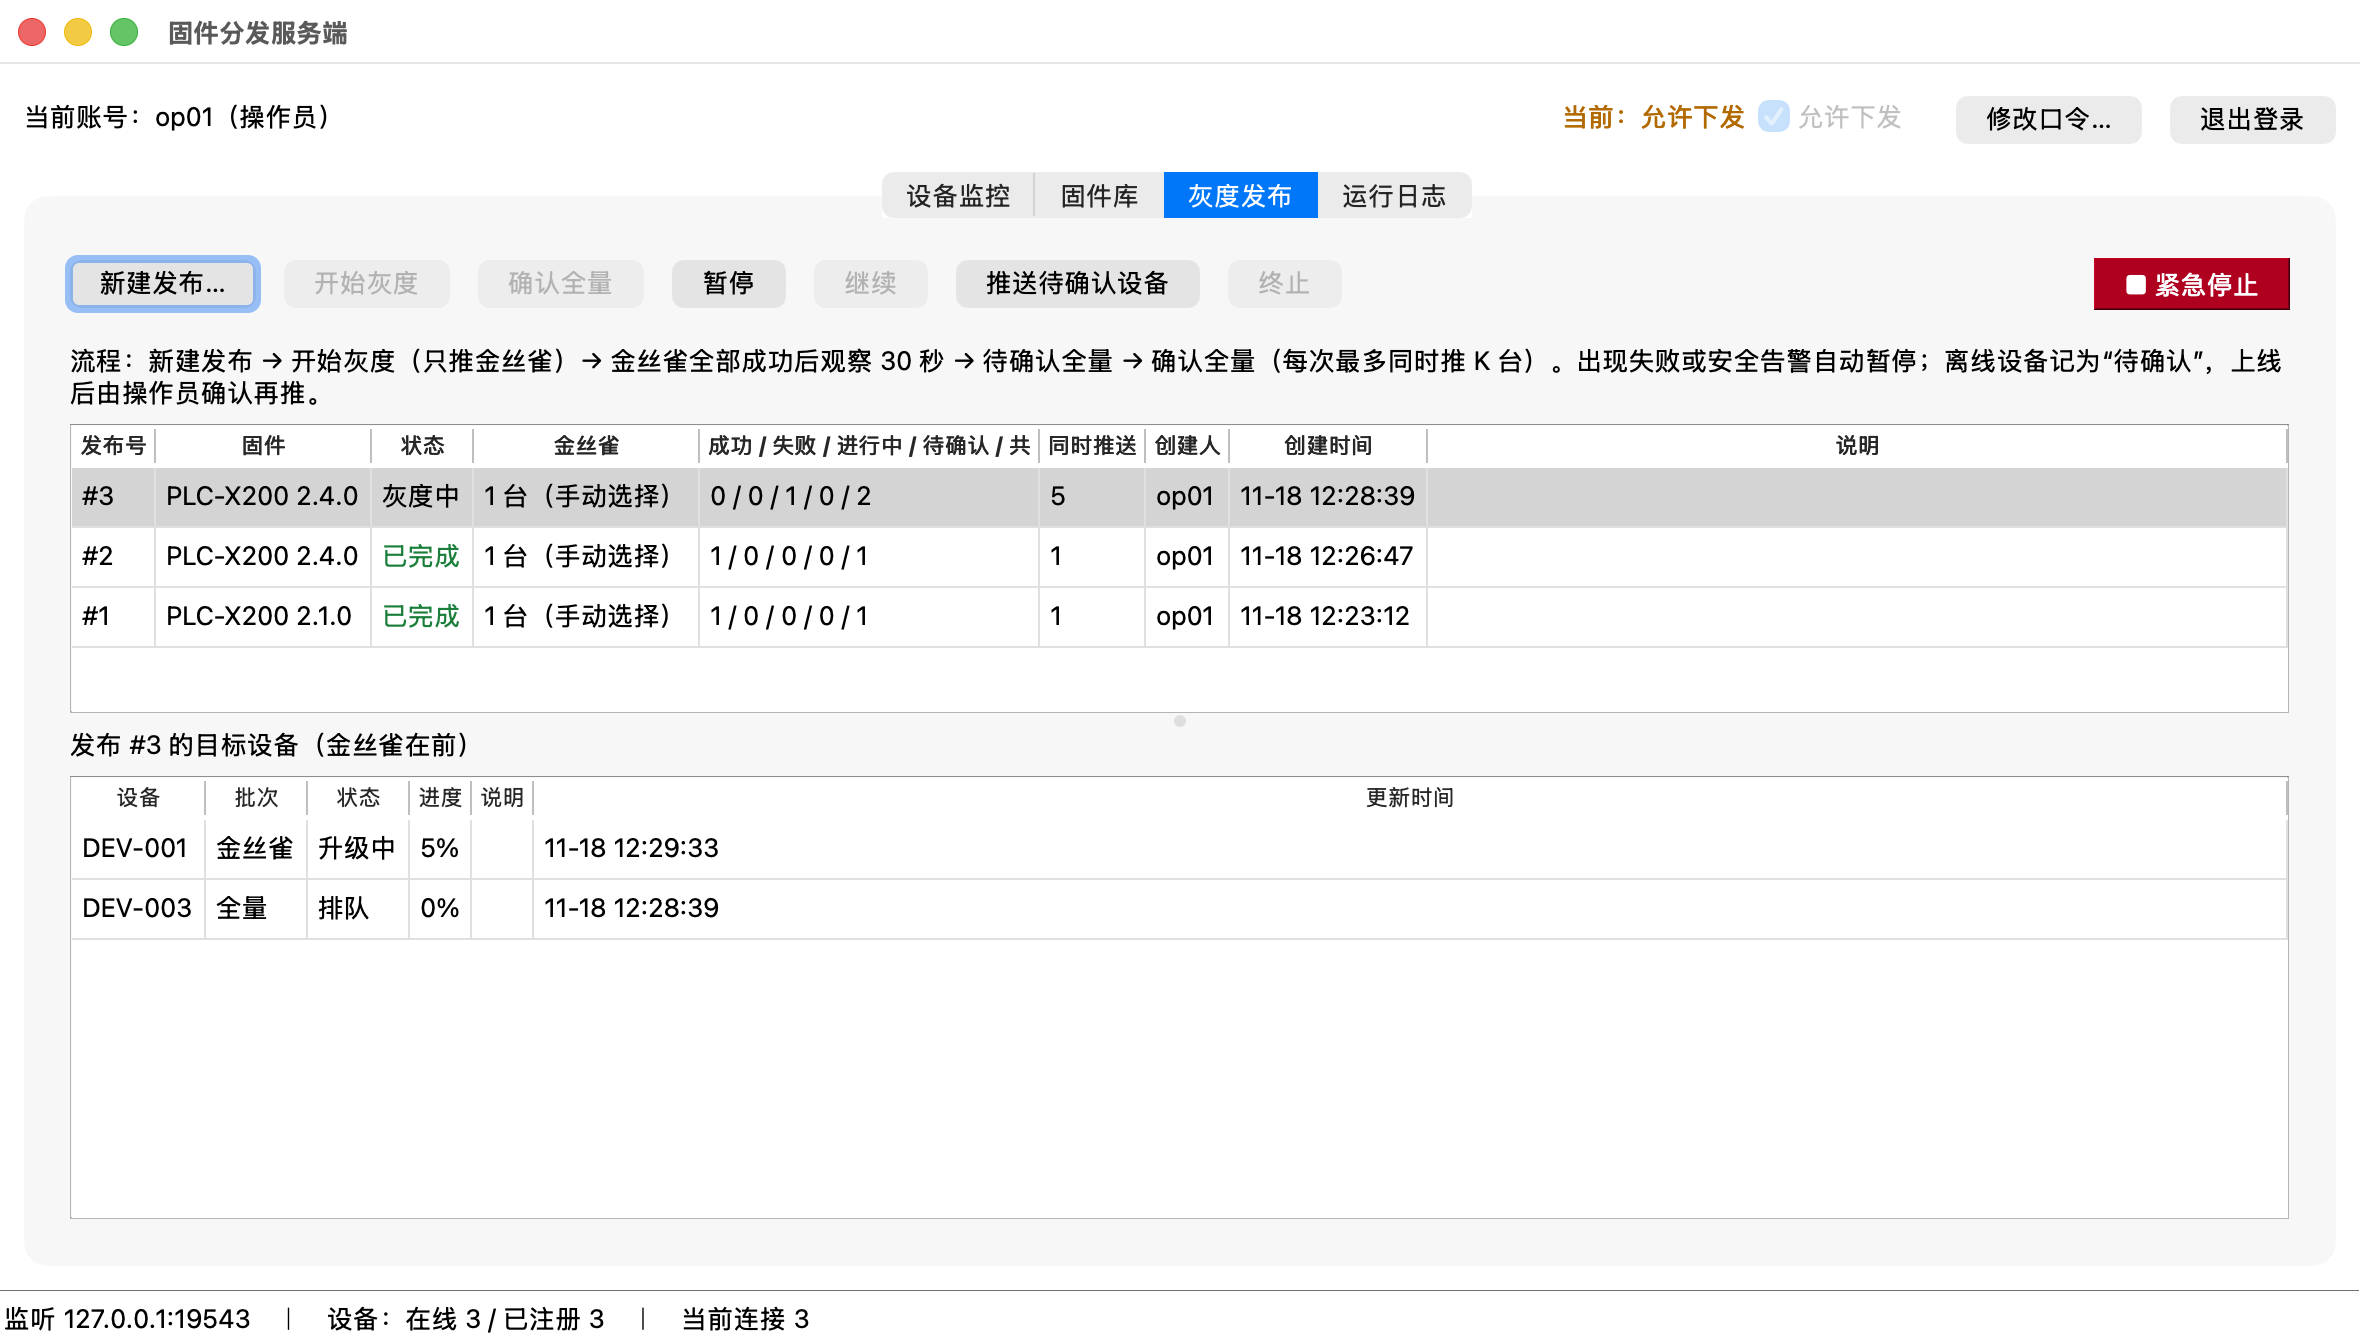 固件分发服务端
当前账号：op01（操作员）
当前：允许下发 允许下发 修改口令... 退出登录
设备监控 固件库 灰度发布 运行日志
新建发布... 开始灰度 确认全量 暂停 继续 推送待确认设备 终止 紧急停止
流程：新建发布 → 开始灰度（只推金丝雀）→ 金丝雀全部成功后观察 30 秒 → 待确认全量 → 确认全量（每次最多同时推 K 台）。出现失败或安全告警自动暂停；离线设备记为“待确认”，上线
后由操作员确认再推。
发布号 固件 状态 金丝雀 成功 / 失败 / 进行中 / 待确认 / 共 同时推送 创建人 创建时间 说明
#3 PLC-X200 2.4.0 灰度中 1 台（手动选择） 0 / 0 / 1 / 0 / 2 5 op01 11-18 12:28:39
#2 PLC-X200 2.4.0 已完成 1 台（手动选择） 1 / 0 / 0 / 0 / 1 1 op01 11-18 12:26:47
#1 PLC-X200 2.1.0 已完成 1 台（手动选择） 1 / 0 / 0 / 0 / 1 1 op01 11-18 12:23:12
发布 #3 的目标设备（金丝雀在前）
设备 批次 状态 进度 说明 更新时间
DEV-001 金丝雀 升级中 5% 11-18 12:29:33
DEV-003 全量 排队 0% 11-18 12:28:39
监听 127.0.0.1:19543 | 设备：在线 3 / 已注册 3 | 当前连接 3